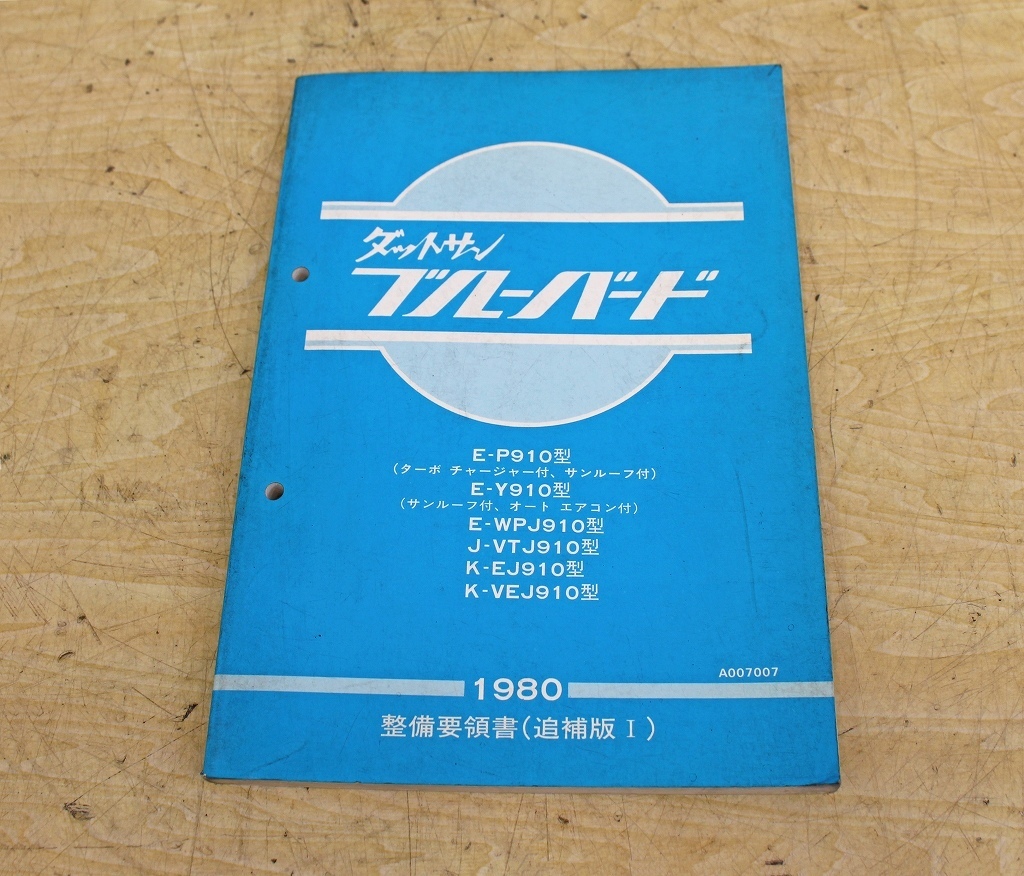 ダットサン
ブルーバード
E-P910型
(ターボ チャージャー付、サンルーフ付)
E-Y910型
(サンルーフ付、オート エアコン付)
E-WPJ910型
J-VTJ910型
K-EJ910型
K-VEJ910型
A007007
1980
整備要領書(追補版Ⅰ)